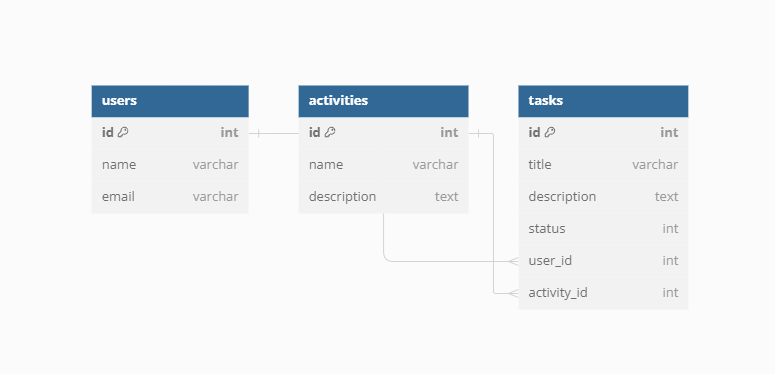 users
id int
name varchar
email varchar
activities
id int
name varchar
description text
tasks
id int
title varchar
description text
status int
user_id int
activity_id int